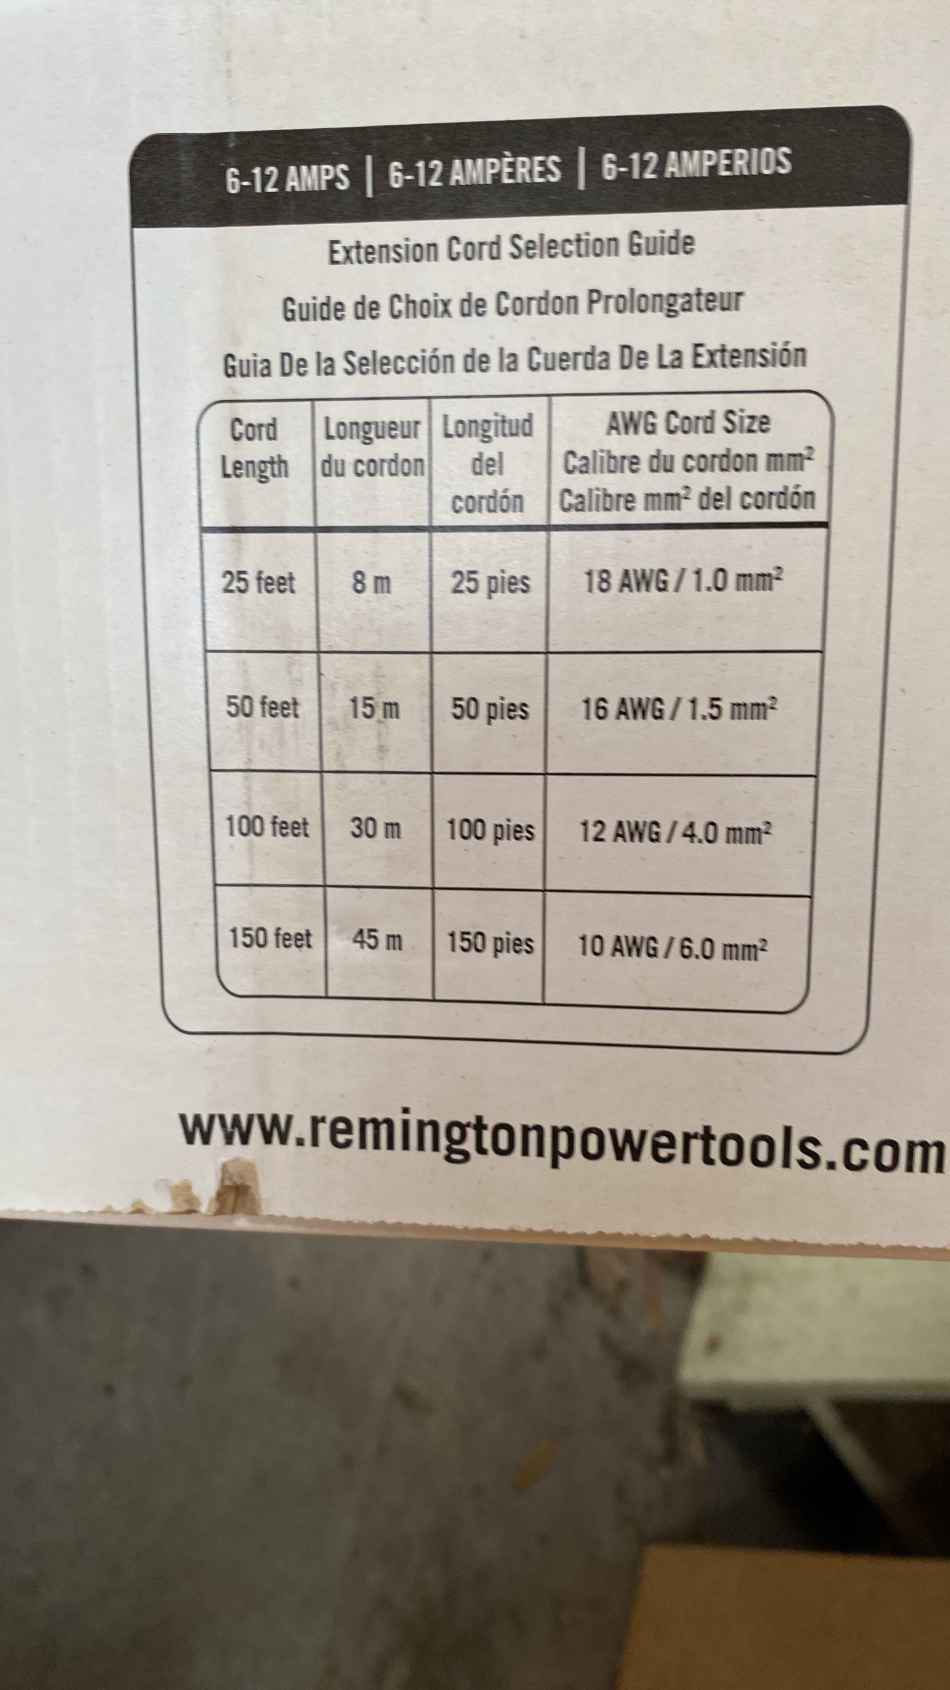 6-12 AMPS | 6-12 AMPÈRES | 6-12 AMPERIOS
Extension Cord Selection Guide
Guide de Choix de Cordon Prolongateur
Guia De la Selección de la Cuerda De La Extensión
Cord Length | Longueur du cordon | Longitud del cordón | AWG Cord Size Calibre du cordon mm² Calibre mm² del cordón
25 feet | 8 m | 25 pies | 18 AWG / 1.0 mm²
50 feet | 15 m | 50 pies | 16 AWG / 1.5 mm²
100 feet | 30 m | 100 pies | 12 AWG / 4.0 mm²
150 feet | 45 m | 150 pies | 10 AWG / 6.0 mm²
www.remingtonpowertools.com